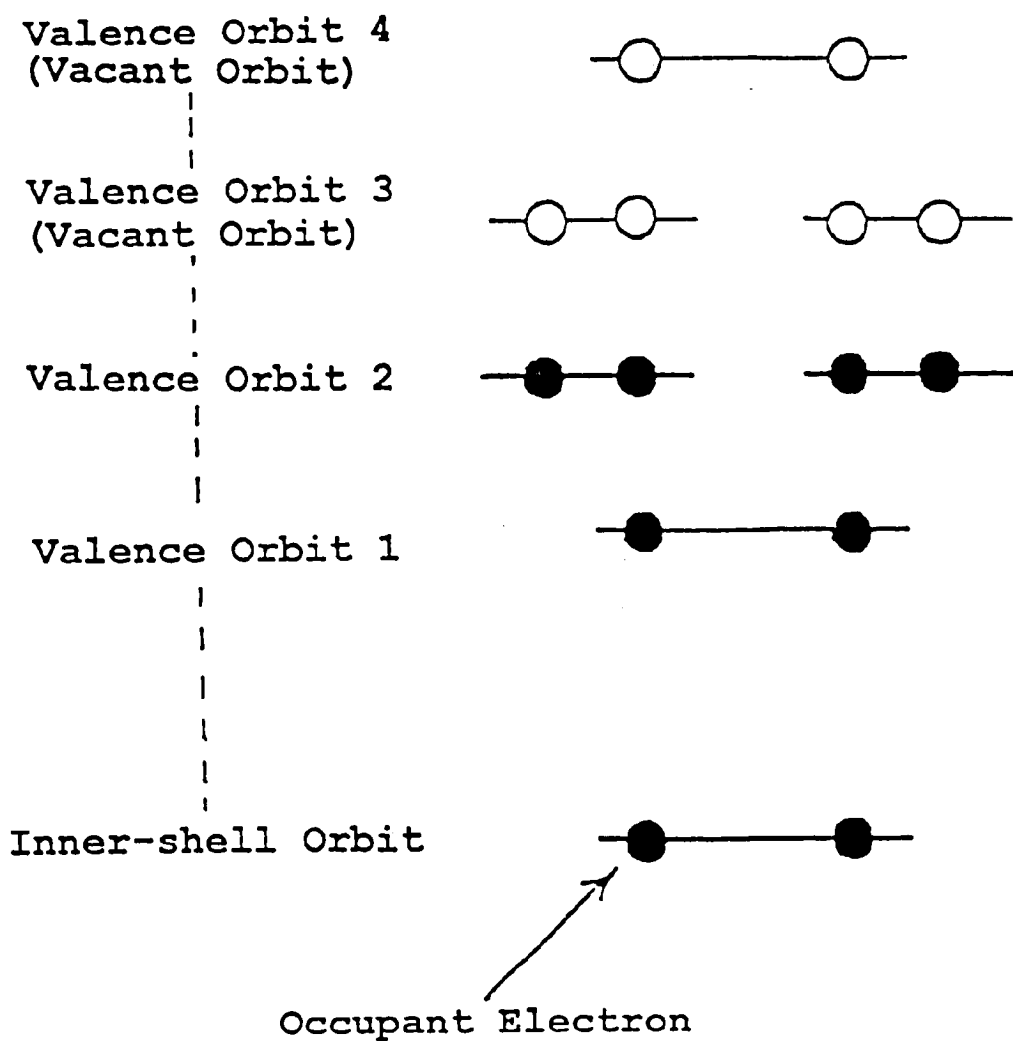 Valence Orbit 4
(Vacant Orbit)
Valence Orbit 3
(Vacant Orbit)
Valence Orbit 2
Valence Orbit 1
Inner-shell Orbit
Occupant Electron